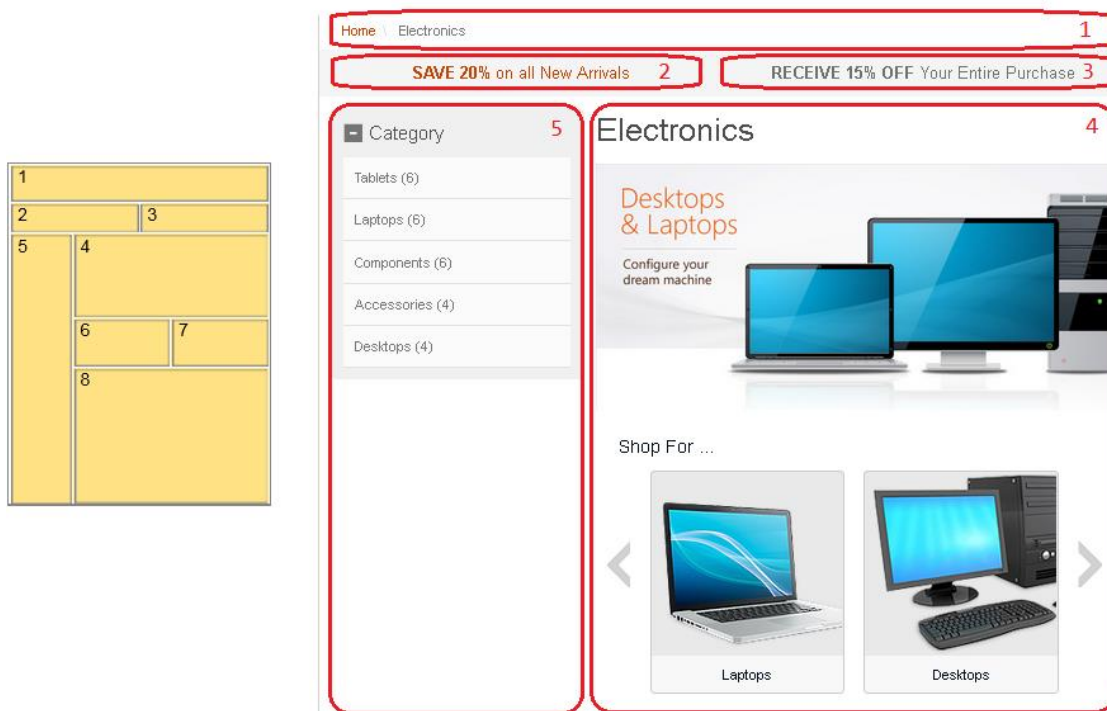 1
2 3
5 4
6 7
8
Home \ Electronics 1
SAVE 20% on all New Arrivals 2 RECEIVE 15% OFF Your Entire Purchase 3
Category 5
Tablets (6)
Laptops (6)
Components (6)
Accessories (4)
Desktops (4)
Electronics 4
Desktops
& Laptops
Configure your
dream machine
Shop For ...
Laptops Desktops